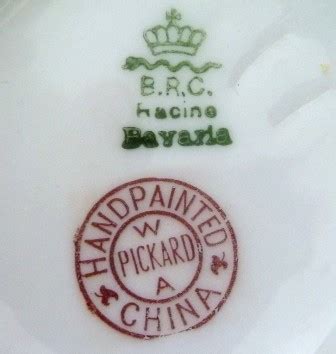 B.R.C.
Racine
Bavaria
HANDPAINTED
W
PICKARD
A
CHINA